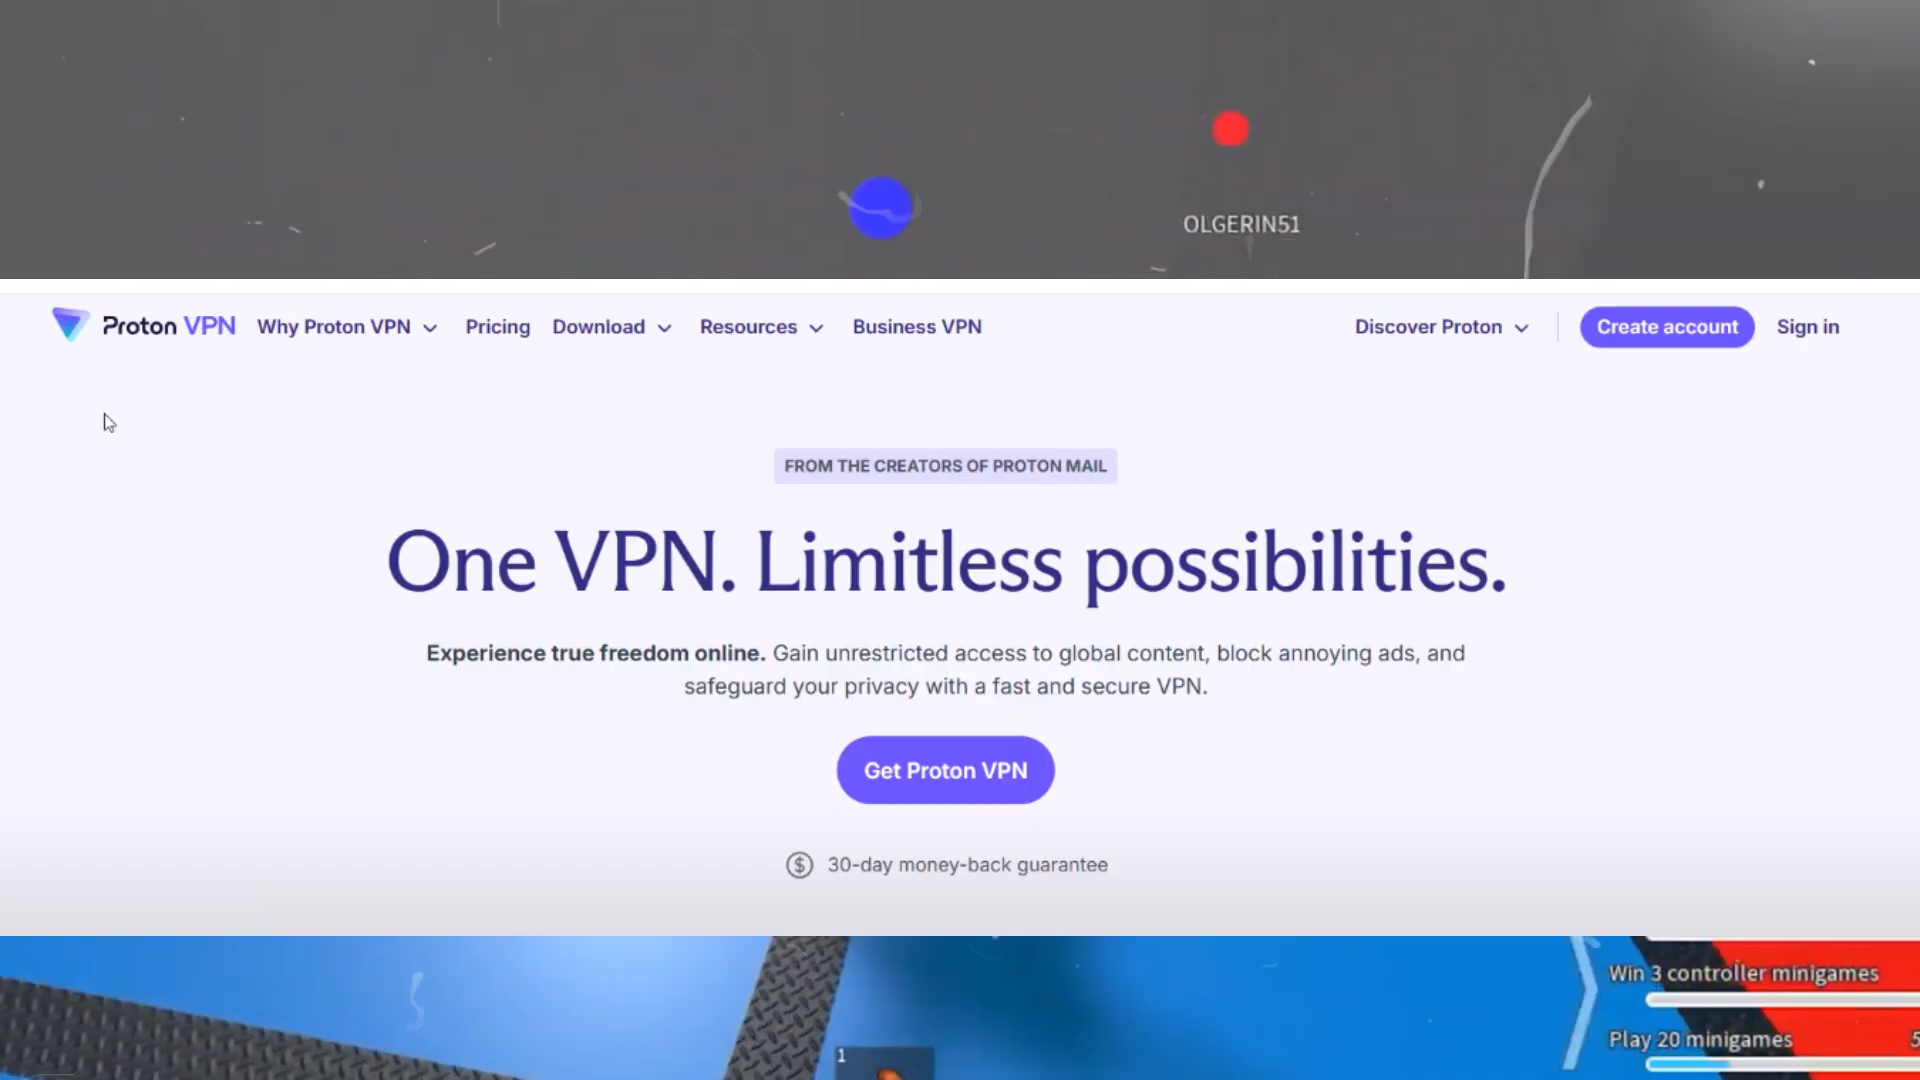 OLGERIN51
Proton VPN Why Proton VPN Pricing Download Resources Business VPN Discover Proton Create account Sign in
FROM THE CREATORS OF PROTON MAIL
One VPN. Limitless possibilities.
Experience true freedom online. Gain unrestricted access to global content, block annoying ads, and
safeguard your privacy with a fast and secure VPN.
Get Proton VPN
$ 30-day money-back guarantee
Win 3 controller minigames
Play 20 minigames 5
1